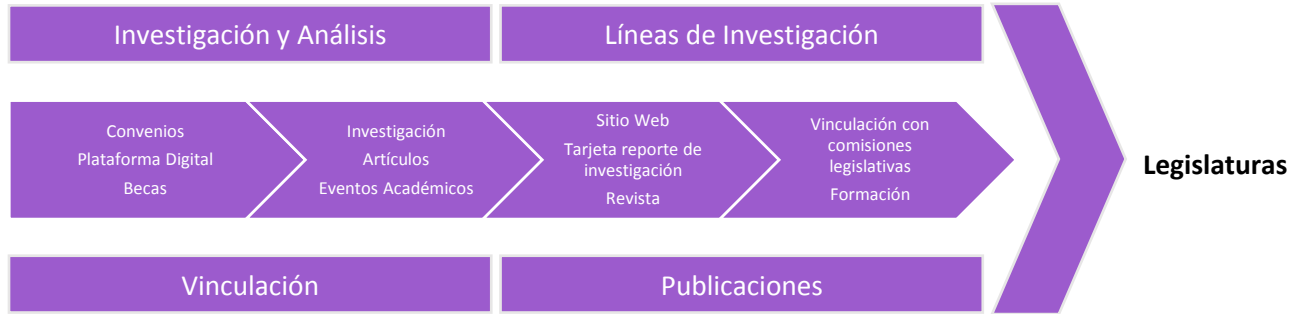 Investigación y Análisis
Líneas de Investigación
Convenios
Plataforma Digital
Becas
Investigación
Artículos
Eventos Académicos
Sitio Web
Tarjeta reporte de
investigación
Revista
Vinculación con
comisiones
legislativas
Formación
Legislaturas
Vinculación
Publicaciones